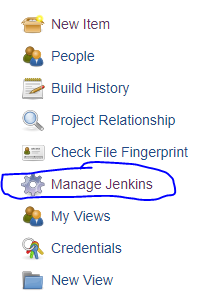 New Item
People
Build History
Project Relationship
Check File Fingerprint
Manage Jenkins
My Views
Credentials
New View